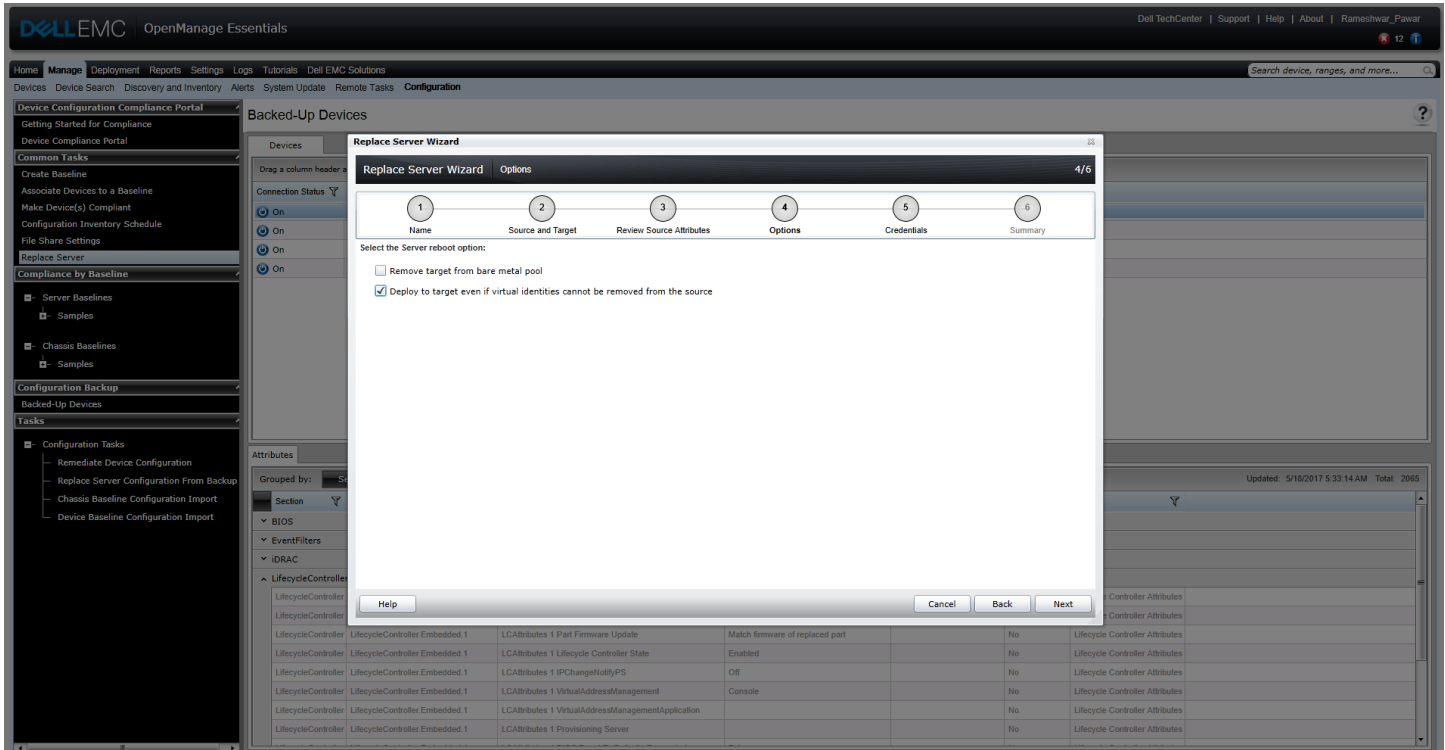 DELL EMC OpenManage Essentials
Dell TechCenter | Support | Help | About | Rameshwar_Pawar
12
Home Manage Deployment Reports Settings Logs Tutorials Dell EMC Solutions
Search device, ranges, and more...
Devices Device Search Discovery and Inventory Alerts System Update Remote Tasks Configuration
Device Configuration Compliance Portal
Getting Started for Compliance
Device Compliance Portal
Common Tasks
Create Baseline
Associate Devices to a Baseline
Make Device(s) Compliant
Configuration Inventory Schedule
File Share Settings
Replace Server
Compliance by Baseline
Server Baselines
Samples
Chassis Baselines
Samples
Configuration Backup
Backed-Up Devices
Tasks
Configuration Tasks
Remediate Device Configuration
Replace Server Configuration From Backup
Chassis Baseline Configuration Import
Device Baseline Configuration Import
Backed-Up Devices
?
Devices
Drag a column header a
Connection Status
On
On
On
On
Replace Server Wizard
Replace Server Wizard Options 4/6
1 2 3 4 5 6
Name Source and Target Review Source Attributes Options Credentials Summary
Select the Server reboot option:
Remove target from bare metal pool
Deploy to target even if virtual identities cannot be removed from the source
Help Cancel Back Next
Attributes
Grouped by: Se
Updated: 5/18/2017 5:33:14 AM Total: 2065
Section
BIOS
EventFilters
iDRAC
LifecycleController
LifecycleController e Controller Attributes
LifecycleController Lifecycle Controller Attributes
LifecycleController LifecycleController.Embedded.1 LCAttributes 1 Part Firmware Update Match firmware of replaced part No Lifecycle Controller Attributes
LifecycleController LifecycleController.Embedded.1 LCAttributes 1 Lifecycle Controller State Enabled No Lifecycle Controller Attributes
LifecycleController LifecycleController.Embedded.1 LCAttributes 1 IPChangeNotifyPS Off No Lifecycle Controller Attributes
LifecycleController LifecycleController.Embedded.1 LCAttributes 1 VirtualAddressManagement Console No Lifecycle Controller Attributes
LifecycleController LifecycleController.Embedded.1 LCAttributes 1 VirtualAddressManagementApplication No Lifecycle Controller Attributes
LifecycleController LifecycleController.Embedded.1 LCAttributes 1 Provisioning Server No Lifecycle Controller Attributes